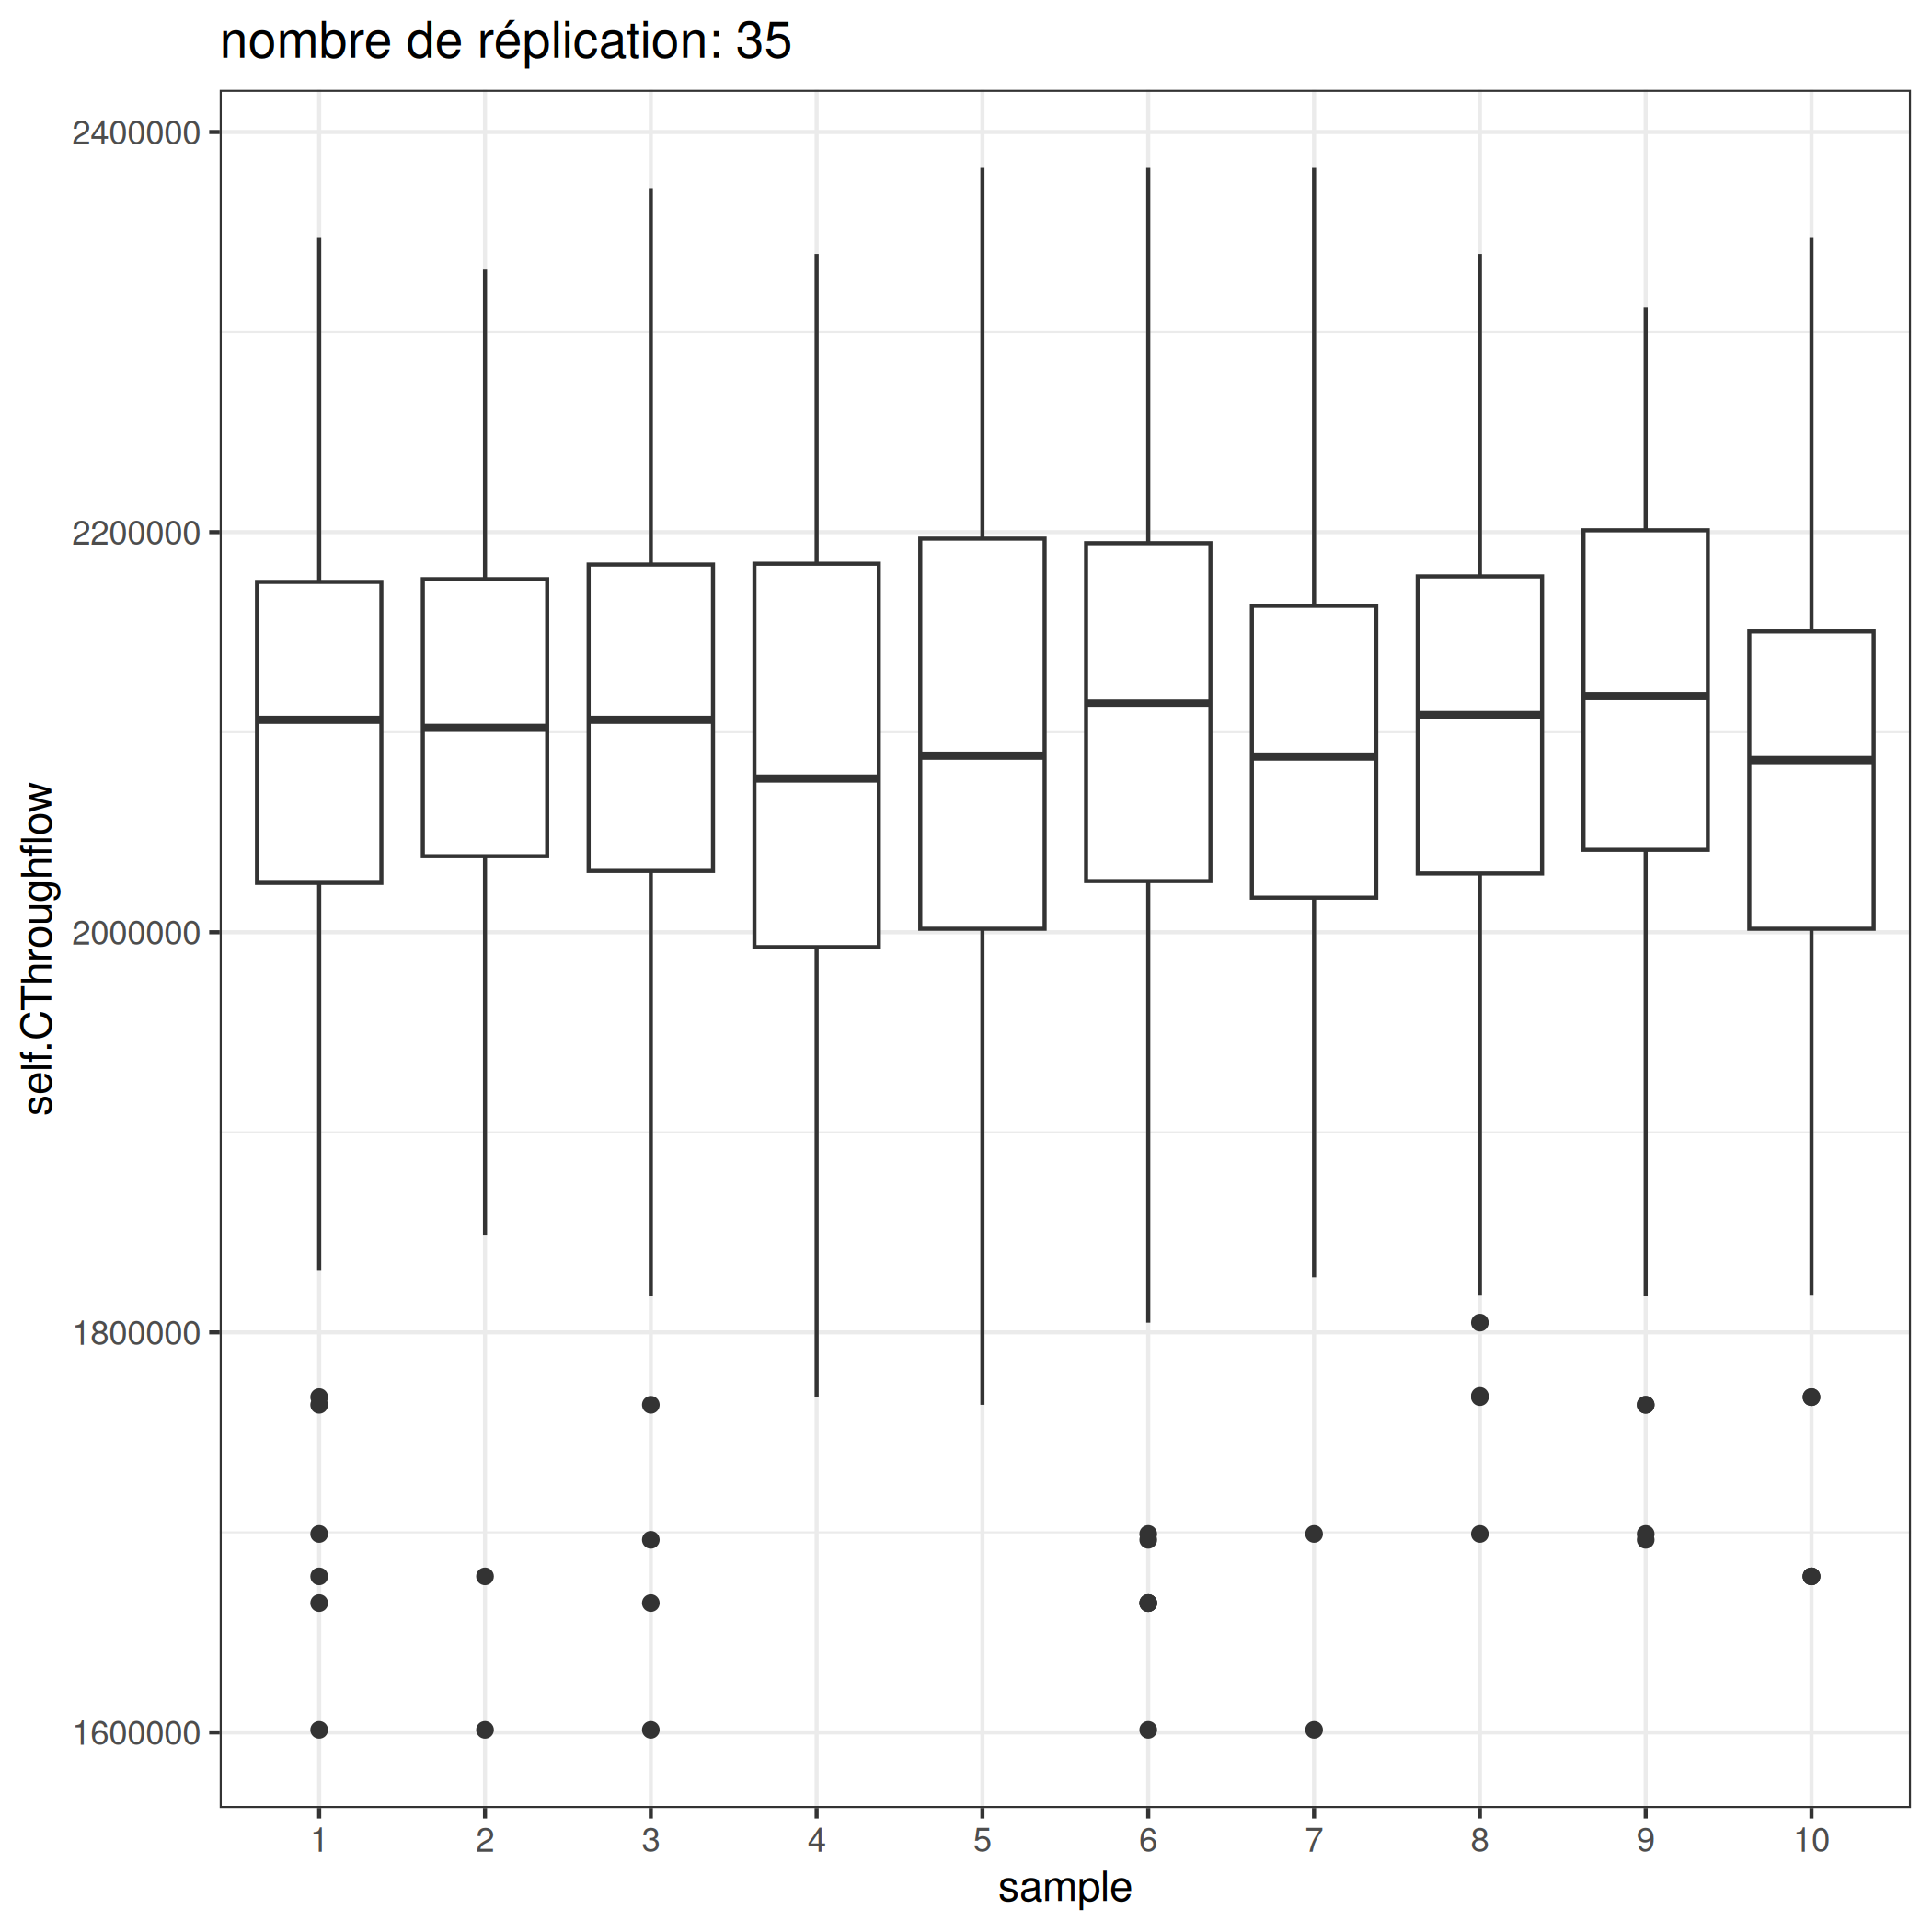 nombre de réplication: 35
2400000
2200000
2000000
1800000
1600000
self.CThroughflow
1 2 3 4 5 6 7 8 9 10
sample